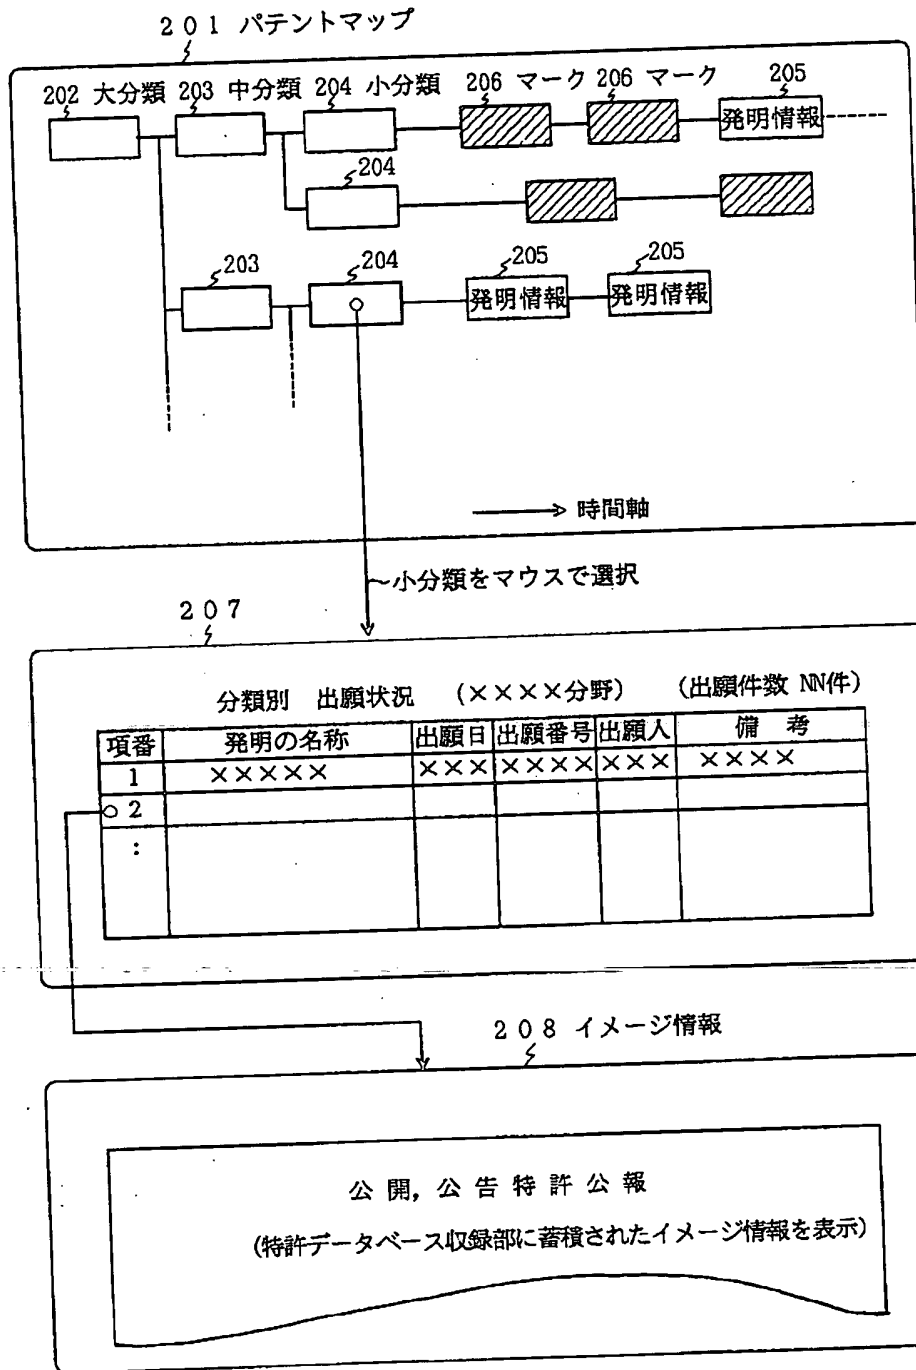 201 パテントマップ
202 大分類 203 中分類 204 小分類 206 マーク 206 マーク 205
発明情報
204
203 204 205 205
発明情報 発明情報
時間軸
小分類をマウスで選択
207
分類別 出願状況 (××××分野) (出願件数 NN件)
項番 発明の名称 出願日 出願番号 出願人 備考
1 ××××× ××× ×××× ××× ××××
2
:
208 イメージ情報
公開,公告特許公報
(特許データベース収録部に蓄積されたイメージ情報を表示)